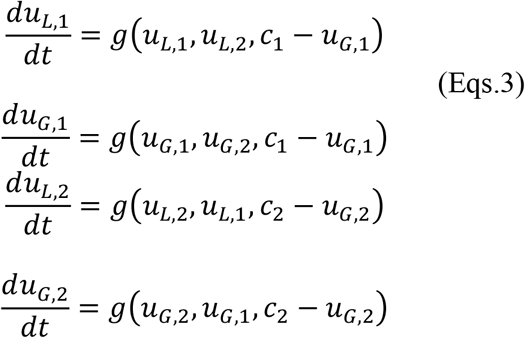 du_{L,1}/dt = g(u_{L,1}, u_{L,2}, c_1 − u_{G,1})
(Eqs.3)
du_{G,1}/dt = g(u_{G,1}, u_{G,2}, c_1 − u_{G,1})
du_{L,2}/dt = g(u_{L,2}, u_{L,1}, c_2 − u_{G,2})
du_{G,2}/dt = g(u_{G,2}, u_{G,1}, c_2 − u_{G,2})